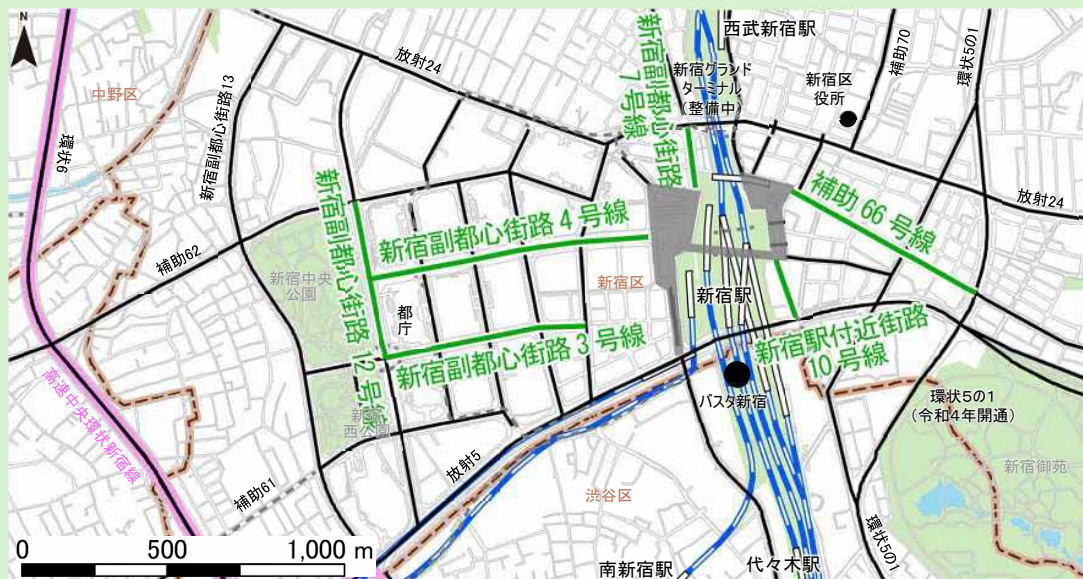 N
西武新宿駅
放射24
補助70
環状5の1
新宿グランド
ターミナル
(整備中)
新宿区
役所
中野区
環状6
新宿副都心街路13
新宿副都心街路
7号線
放射24
補助66号線
新宿副都心街路12号線
新宿副都心街路4号線
補助62
新宿中央
公園
新宿区
都庁
新宿駅
新宿副都心街路3号線
新宿駅付近街路
10号線
高速中央環状新宿線
バスタ新宿
環状5の1
(令和4年開通)
西公園
放射5
新宿御苑
補助61
渋谷区
環状5の1
0 500 1,000 m
南新宿駅
代々木駅